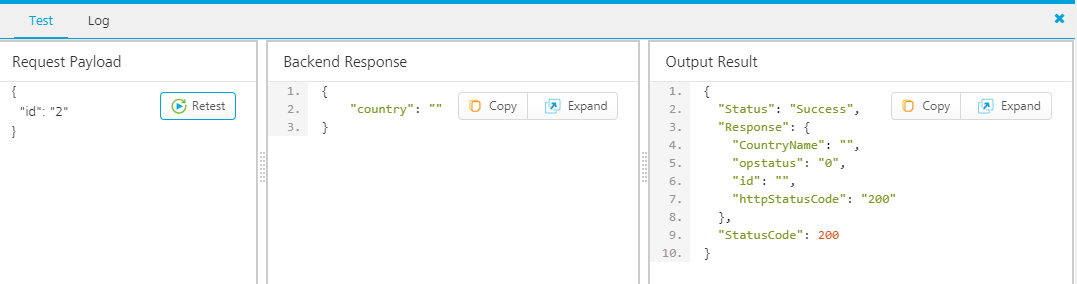 Test Log
Request Payload
{
"id": "2"
}
Retest
Backend Response
1. {
2. "country": ""
3. }
Copy Expand
Output Result
1. {
2. "Status": "Success",
3. "Response": {
4. "CountryName": "",
5. "opstatus": "0",
6. "id": "",
7. "httpStatusCode": "200"
8. },
9. "StatusCode": 200
10. }
Copy Expand